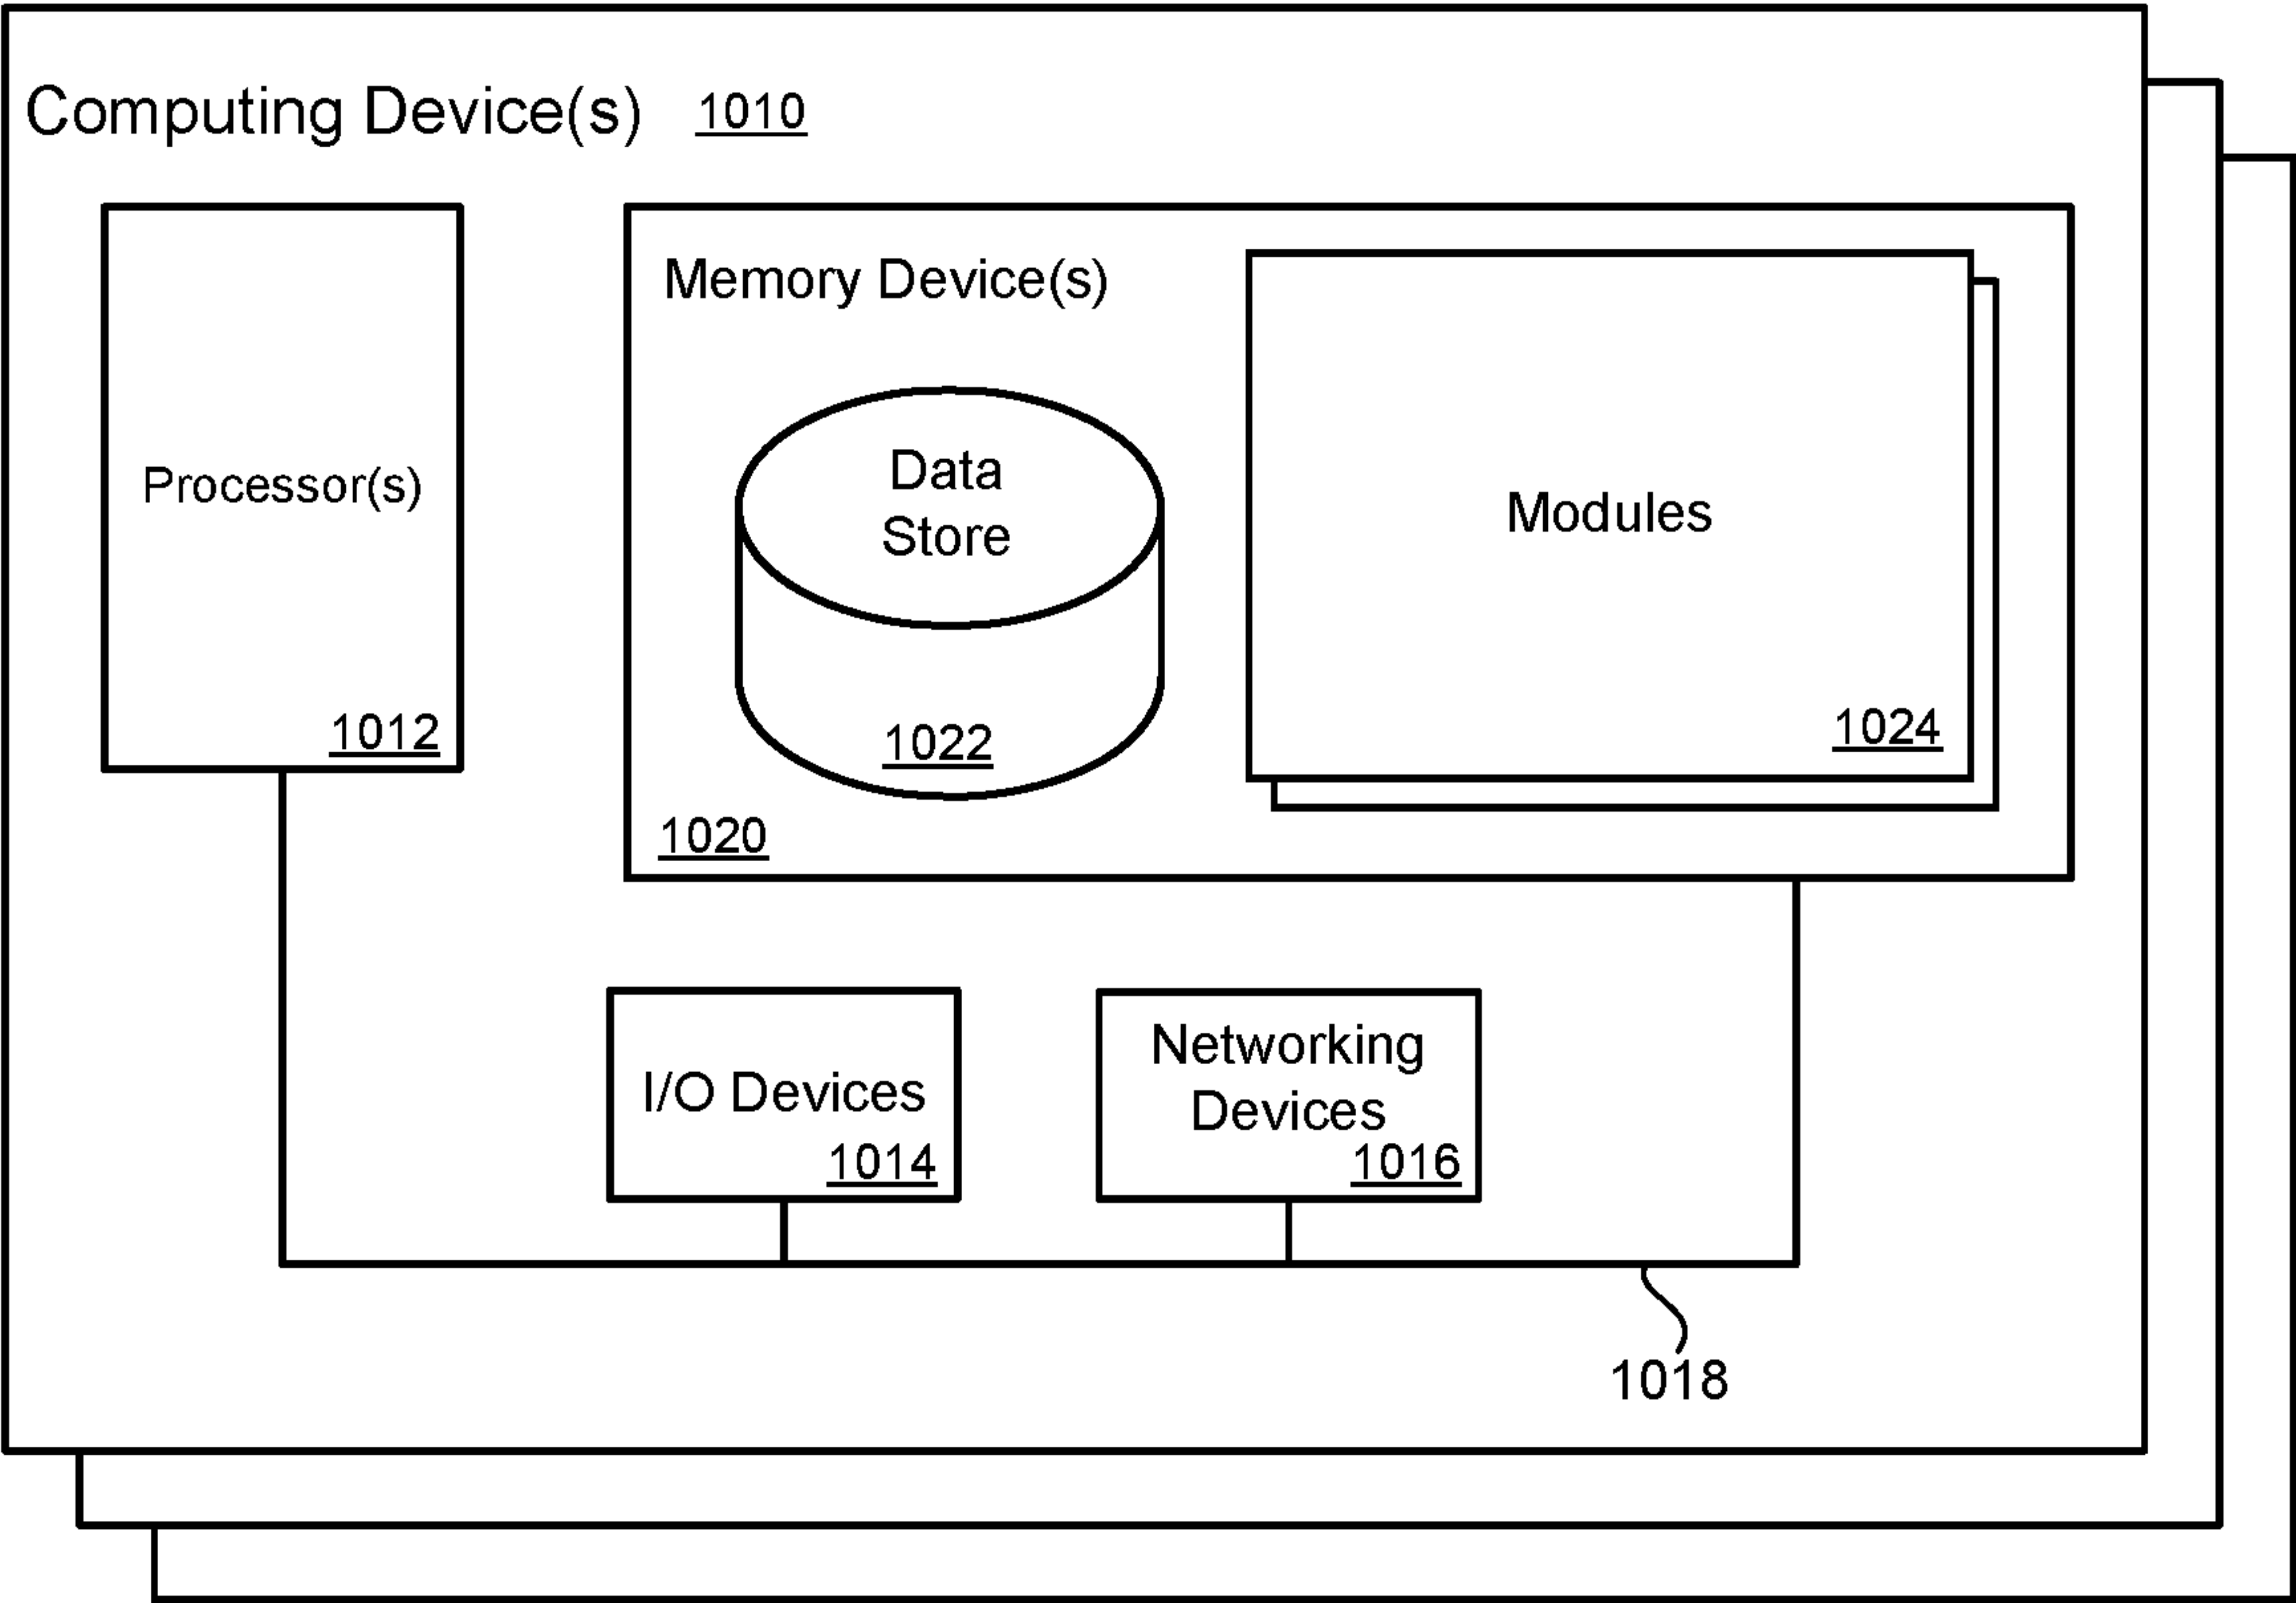 Computing Device(s) 1010
Processor(s)
1012
Memory Device(s)
Data
Store
1022
1020
Modules
1024
I/O Devices
1014
Networking
Devices
1016
1018